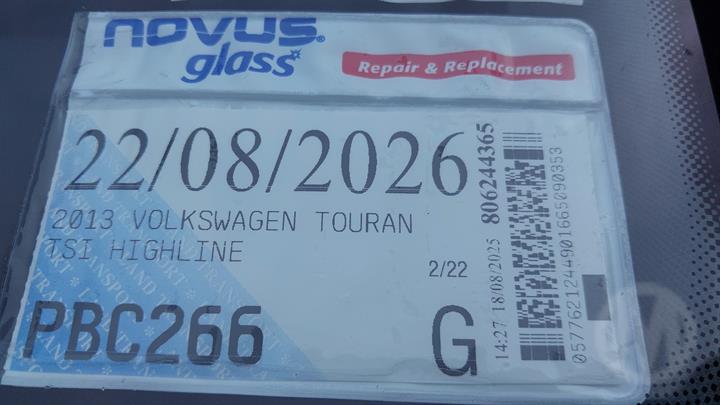 novus®
glass
Repair & Replacement
22/08/2026
2013 VOLKSWAGEN TOURAN
TSI HIGHLINE
2/22
PBC266
G
14:27 18/08/2025 806244365
0577621244901665090353